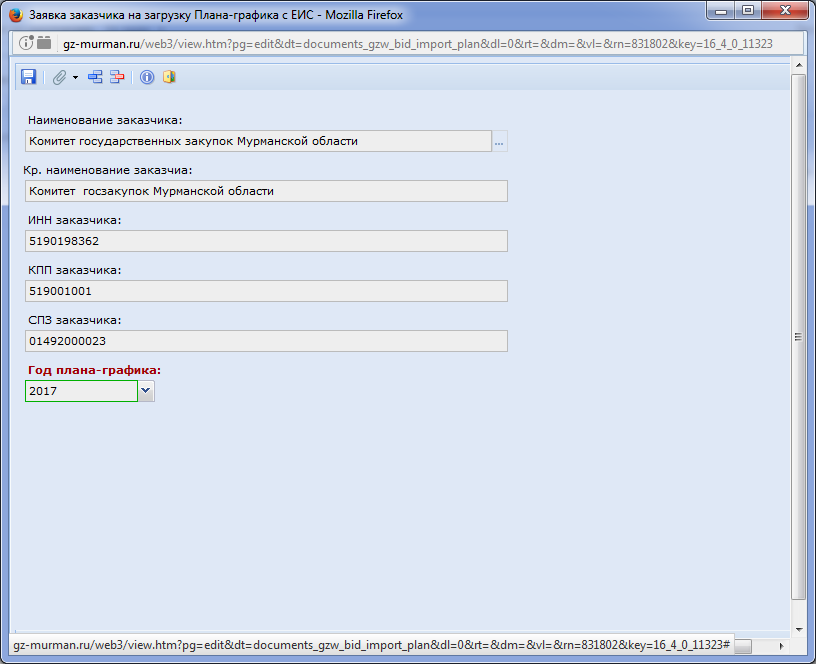 Заявка заказчика на загрузку Плана-графика с ЕИС - Mozilla Firefox
gz-murman.ru/web3/view.htm?pg=edit&dt=documents_gzw_bid_import_plan&dl=0&rt=&dm=&vl=&rn=831802&key=16_4_0_11323
Наименование заказчика:
Комитет государственных закупок Мурманской области ...
Кр. наименование заказчиа:
Комитет  госзакупок Мурманской области
ИНН заказчика:
5190198362
КПП заказчика:
519001001
СПЗ заказчика:
01492000023
Год плана-графика:
2017
gz-murman.ru/web3/view.htm?pg=edit&dt=documents_gzw_bid_import_plan&dl=0&rt=&dm=&vl=&rn=831802&key=16_4_0_11323#